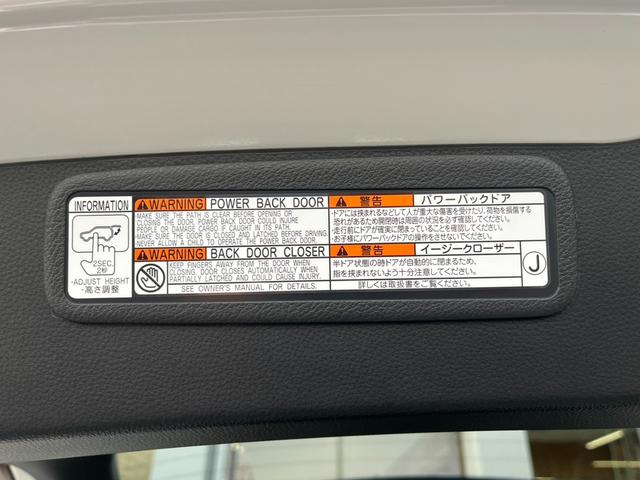 INFORMATION
2SEC.
2秒
·ADJUST HEIGHT
·高さ調整
WARNING POWER BACK DOOR
MAKE SURE THE PATH IS CLEAR BEFORE OPENING OR
CLOSING THE DOOR. POWER BACK DOOR COULD INJURE
PEOPLE OR DAMAGE CARGO IF CAUGHT IN ITS PATH.
MAKE SURE DOOR IS CLOSED AND LATCHED BEFORE DRIVING.
NEVER ALLOW A CHILD TO OPERATE THE POWER BACK DOOR.
WARNING BACK DOOR CLOSER
KEEP FINGERS AWAY FROM THE DOOR WHEN
CLOSING. DOOR CLOSES AUTOMATICALLY WHEN
PARTIALLY LATCHED AND COULD CAUSE INJURY.
SEE OWNER'S MANUAL FOR DETAILS.
警告 パワーバックドア
·ドアには挟まれるなどして人が重大な傷害を受けたり、荷物を損傷する
恐れがあるため開閉時は周囲の状況を必ず確認してください。
·走行前にドアが確実に閉まっていることを確認してください。
·お子様にパワーバックドアの操作をさせないでください。
警告 イージークローザー
半ドア状態の時ドアが自動的に閉まるため、
指を挟まれないよう十分注意してください。
詳しくは取扱書をご覧ください。
J